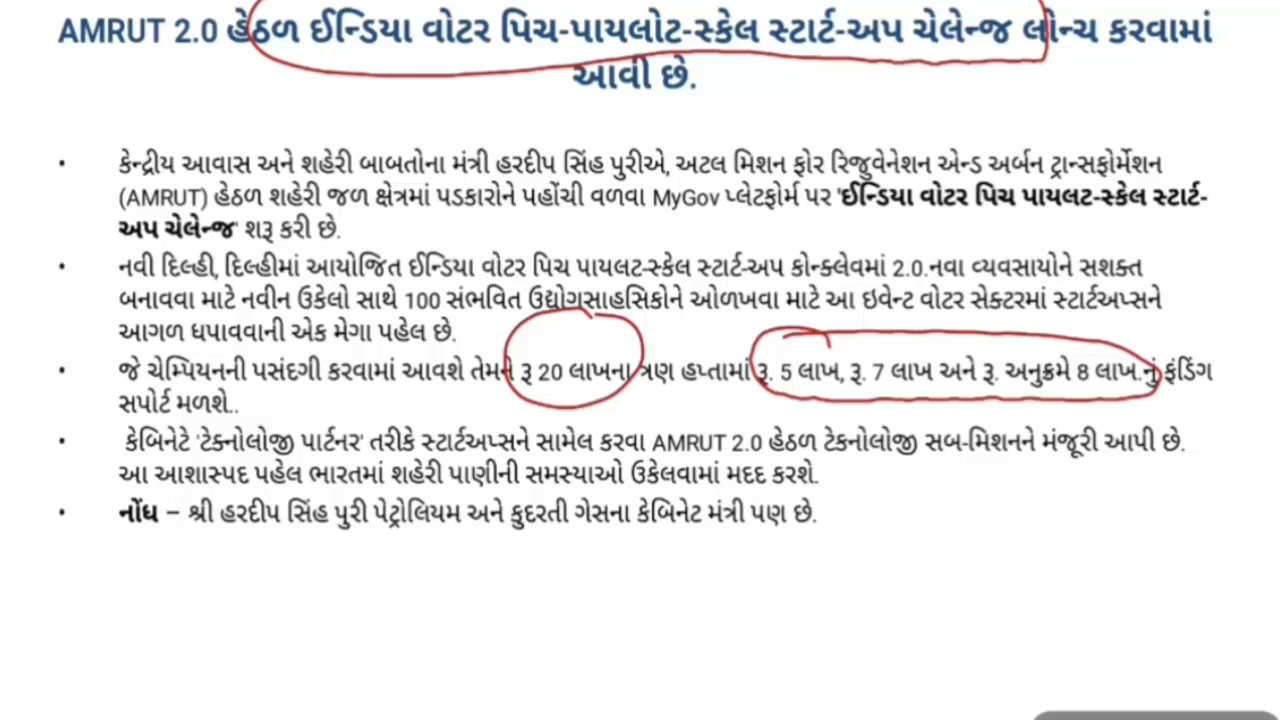 AMRUT 2.0 હેઠળ ઈન્ડિયા વોટર પિચ-પાયલોટ-સ્કેલ સ્ટાર્ટ-અપ ચેલેન્જ લોન્ચ કરવામાં
આવી છે.
• કેન્દ્રીય આવાસ અને શહેરી બાબતોના મંત્રી હરદીપ સિંહ પુરીએ, અટલ મિશન ફોર રિજુવેનેશન એન્ડ અર્બન ટ્રાન્સફોર્મેશન
(AMRUT) હેઠળ શહેરી જળ ક્ષેત્રમાં પડકારોને પહોંચી વળવા MyGov પ્લેટફોર્મ પર 'ઈન્ડિયા વોટર પિચ પાયલટ-સ્કેલ સ્ટાર્ટ-
અપ ચેલેન્જ' શરૂ કરી છે.
• નવી દિલ્હી, દિલ્હીમાં આયોજિત ઈન્ડિયા વોટર પિચ પાયલટ-સ્કેલ સ્ટાર્ટ-અપ કોન્ક્લેવમાં 2.0.નવા વ્યવસાયોને સશક્ત
બનાવવા માટે નવીન ઉકેલો સાથે 100 સંભવિત ઉદ્યોગસાહસિકોને ઓળખવા માટે આ ઇવેન્ટ વોટર સેક્ટરમાં સ્ટાર્ટઅપ્સને
આગળ ધપાવવાની એક મેગા પહેલ છે.
• જે ચેમ્પિયનની પસંદગી કરવામાં આવશે તેમને રૂ 20 લાખના ત્રણ હપ્તામાં રૂ. 5 લાખ, રૂ. 7 લાખ અને રૂ. અનુક્રમે 8 લાખ.નું ફંડિંગ
સપોર્ટ મળશે..
• કેબિનેટે 'ટેક્નોલોજી પાર્ટનર' તરીકે સ્ટાર્ટઅપ્સને સામેલ કરવા AMRUT 2.0 હેઠળ ટેકનોલોજી સબ-મિશનને મંજૂરી આપી છે.
આ આશાસ્પદ પહેલ ભારતમાં શહેરી પાણીની સમસ્યાઓ ઉકેલવામાં મદદ કરશે.
• નોંધ – શ્રી હરદીપ સિંહ પુરી પેટ્રોલિયમ અને કુદરતી ગેસના કેબિનેટ મંત્રી પણ છે.